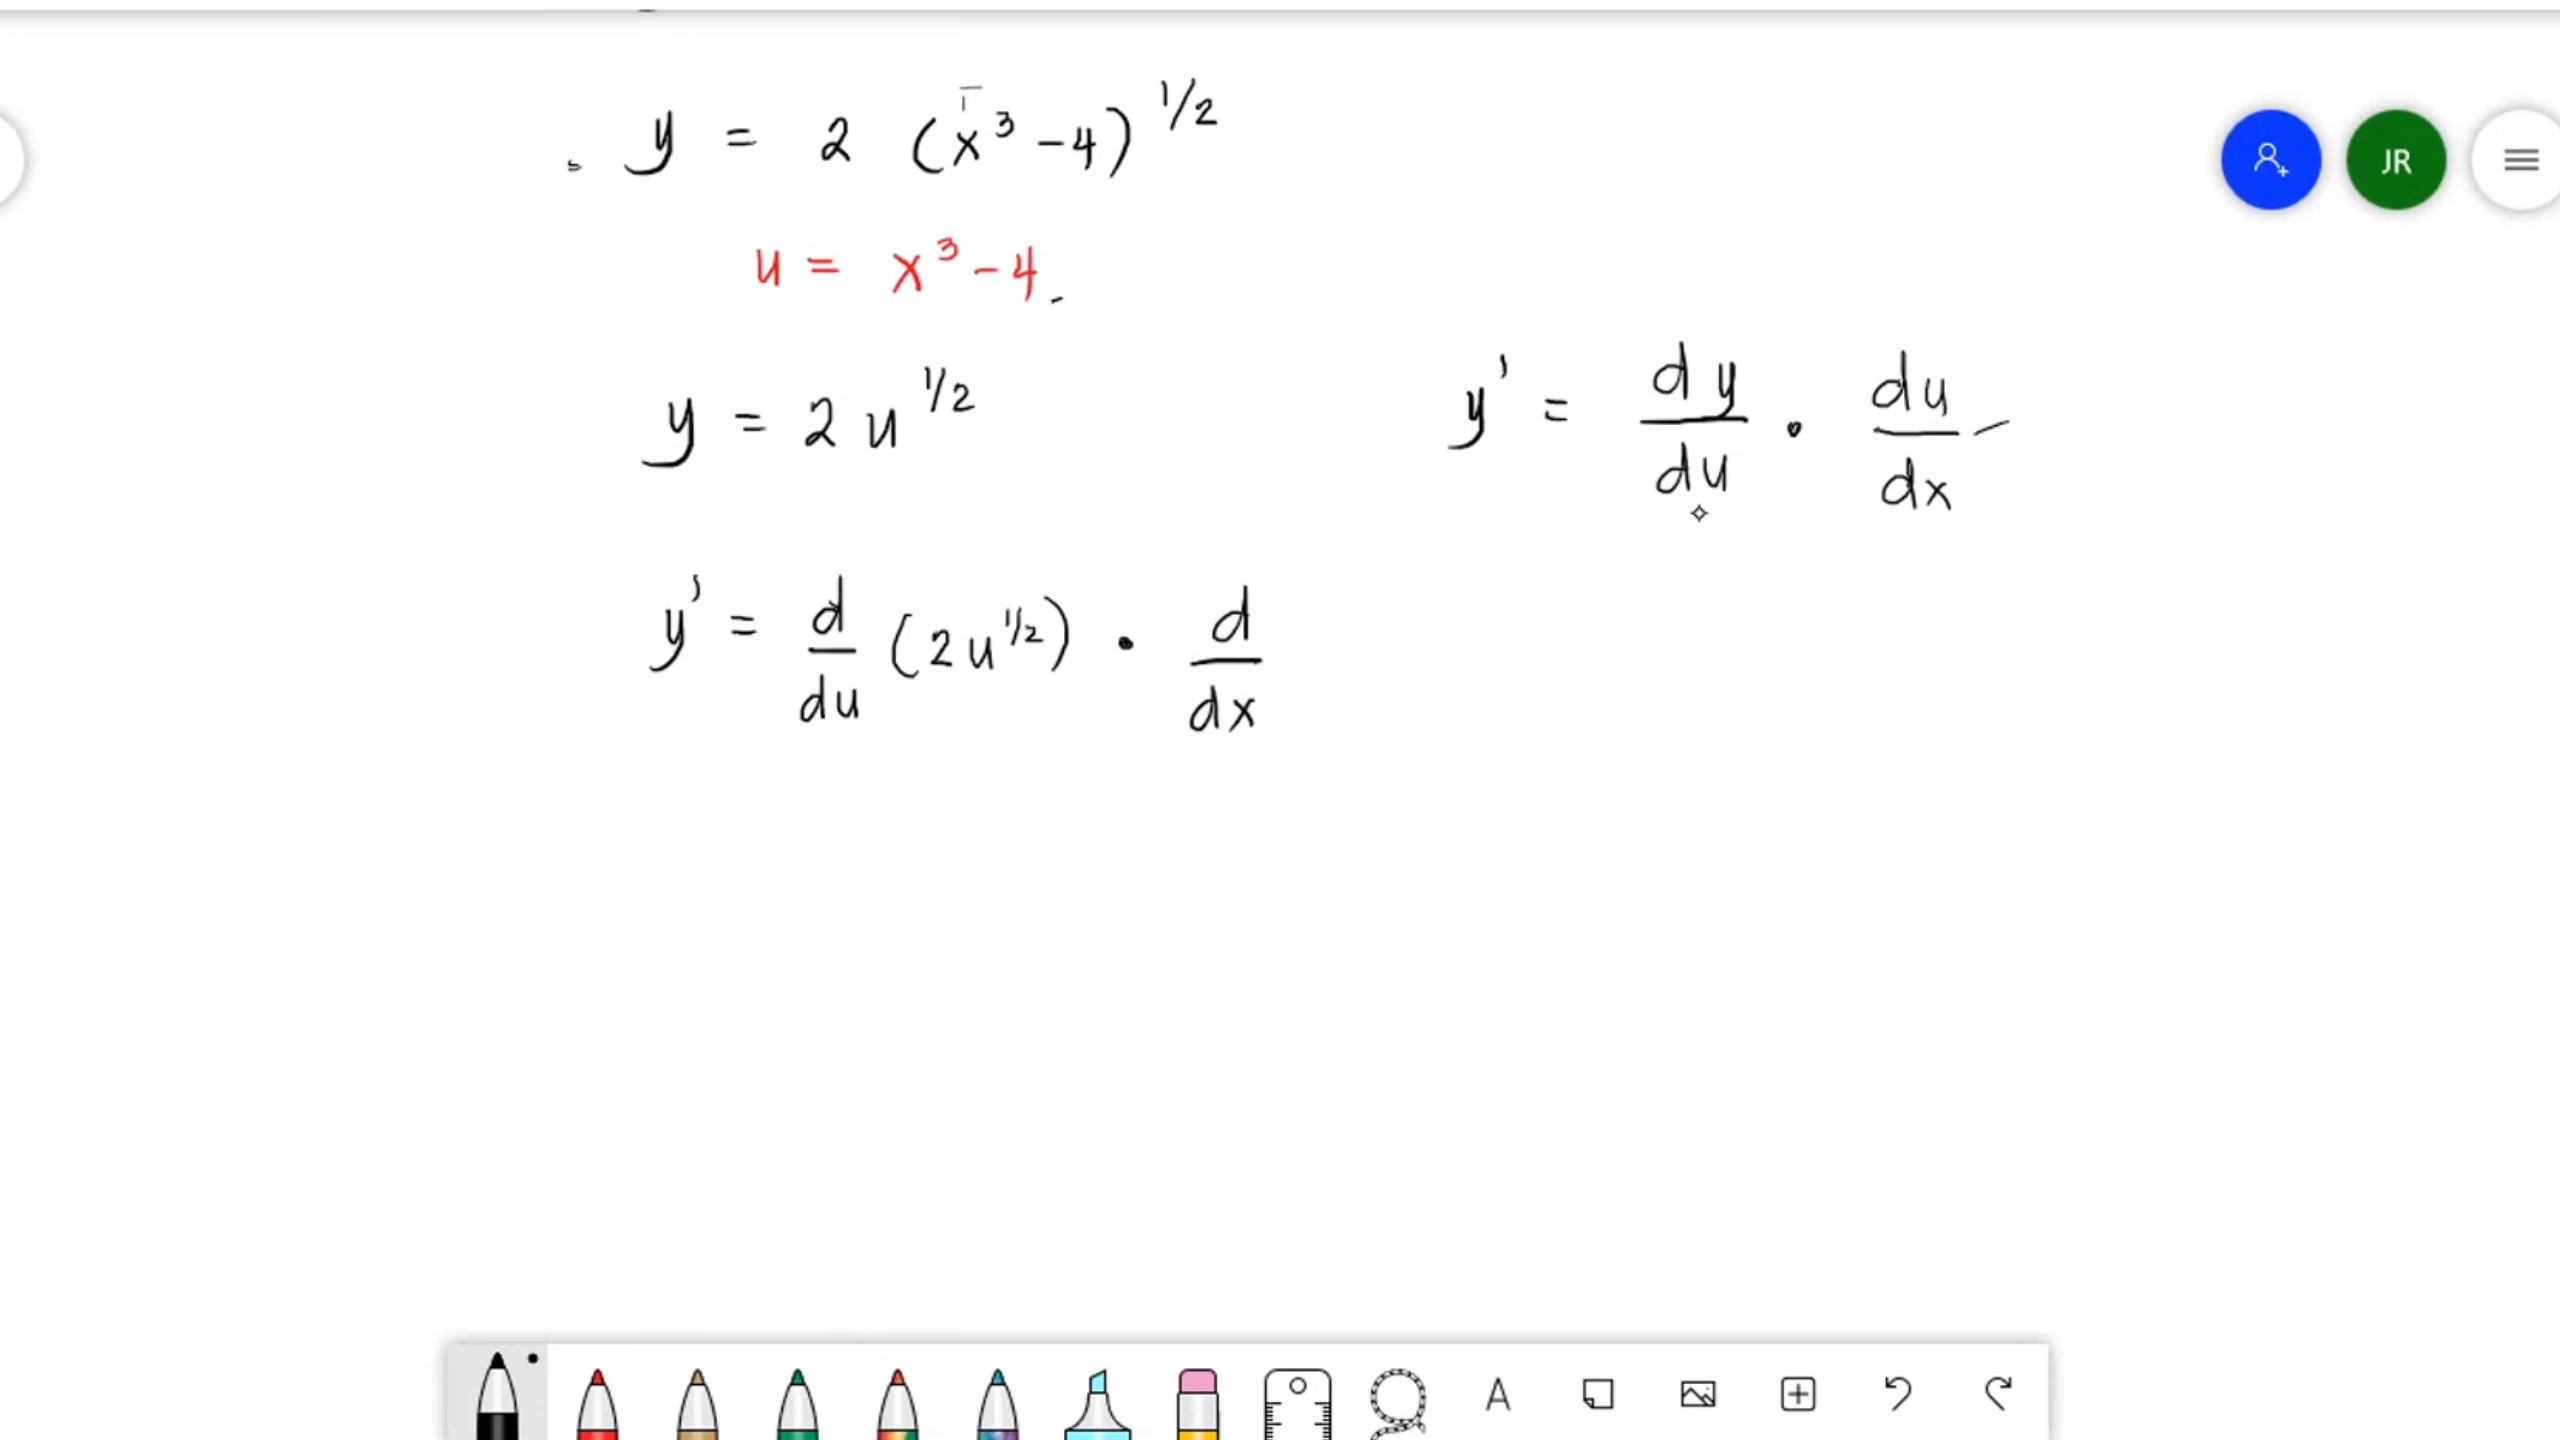 y = 2 (x³ - 4)^1/2
JR
u = x³ - 4
y = 2 u^1/2
y' = dy/du • du/dx
y' = d/du (2u^1/2) • d/dx
A